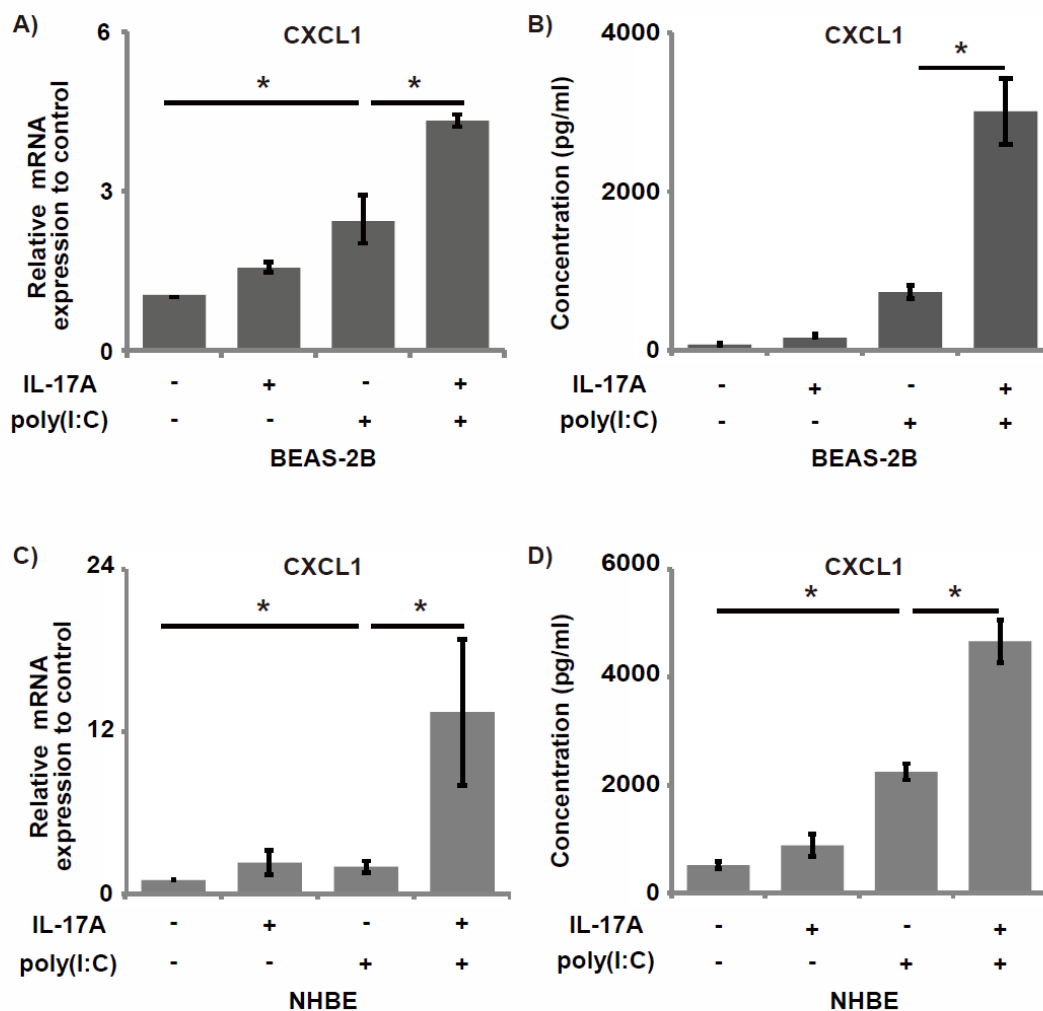 A)
CXCL1
6
3
0
Relative mRNA
expression to control
*
*
IL-17A - + - +
poly(I:C) - - + +
BEAS-2B
B)
CXCL1
4000
2000
0
Concentration (pg/ml)
*
IL-17A - + - +
poly(I:C) - - + +
BEAS-2B
C)
CXCL1
24
12
0
Relative mRNA
expression to control
*
*
IL-17A - + - +
poly(I:C) - - + +
NHBE
D)
CXCL1
6000
4000
2000
0
Concentration (pg/ml)
*
*
IL-17A - + - +
poly(I:C) - - + +
NHBE